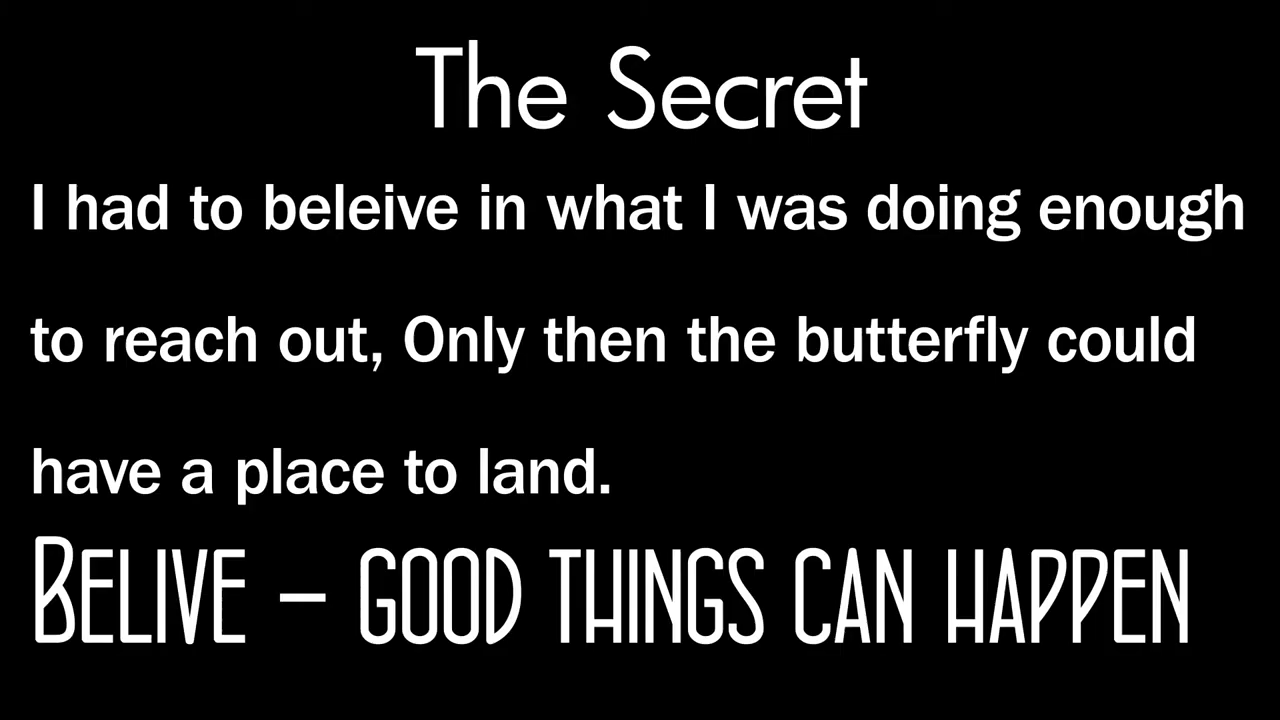 The Secret
I had to beleive in what I was doing enough
to reach out, Only then the butterfly could
have a place to land.
BELIVE – GOOD THINGS CAN HAPPEN